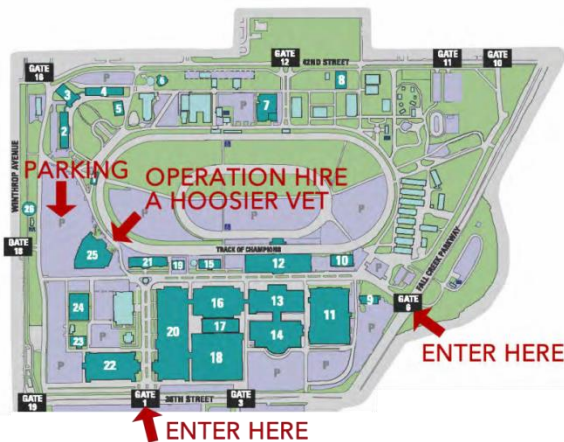 GATE
12
42ND STREET
GATE
11
GATE
10
GATE
16
P
6
P
8
3
4
5
7
2
WINTHROP AVENUE
PARKING
OPERATION HIRE
A HOOSIER VET
P
P
P
P
26
GATE
18
25
TRACK OF CHAMPIONS
21
19
15
12
10
FALL CREEK PARKWAY
P
24
P
16
13
11
9
GATE
6
P
20
17
14
23
22
18
P
ENTER HERE
GATE
19
GATE
1
38TH STREET
GATE
3
ENTER HERE